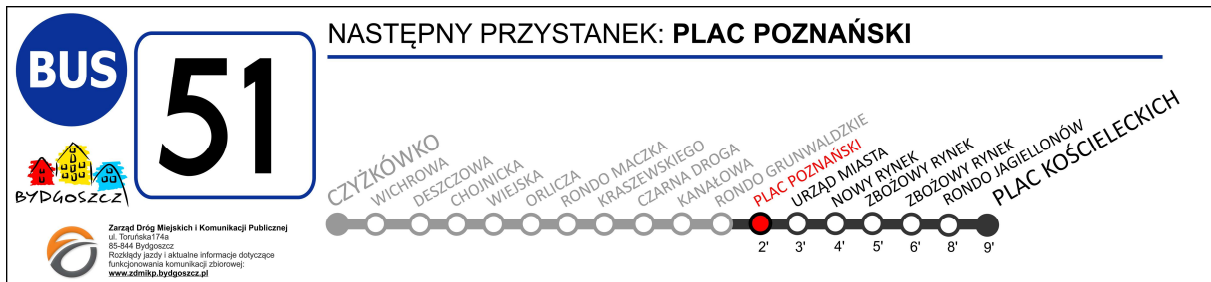 BUS
51
BYDGOSZCZ
Zarząd Dróg Miejskich i Komunikacji Publicznej
ul. Toruńska174a
85-844 Bydgoszcz
Rozkłady jazdy i aktualne informacje dotyczące
funkcjonowania komunikacji zbiorowej:
www.zdmikp.bydgoszcz.pl
NASTĘPNY PRZYSTANEK: PLAC POZNAŃSKI
CZYŻKÓWKO
WICHROWA
DESZCZOWA
CHOJNICKA
WIEJSKA
ORLICZA
RONDO MACZKA
KRASZEWSKIEGO
CZARNA DROGA
KANAŁOWA
RONDO GRUNWALDZKIE
PLAC POZNAŃSKI
URZĄD MIASTA
NOWY RYNEK
ZBOŻOWY RYNEK
ZBOŻOWY RYNEK
RONDO JAGIELLONÓW
PLAC KOŚCIELECKICH
2' 3' 4' 5' 6' 8' 9'